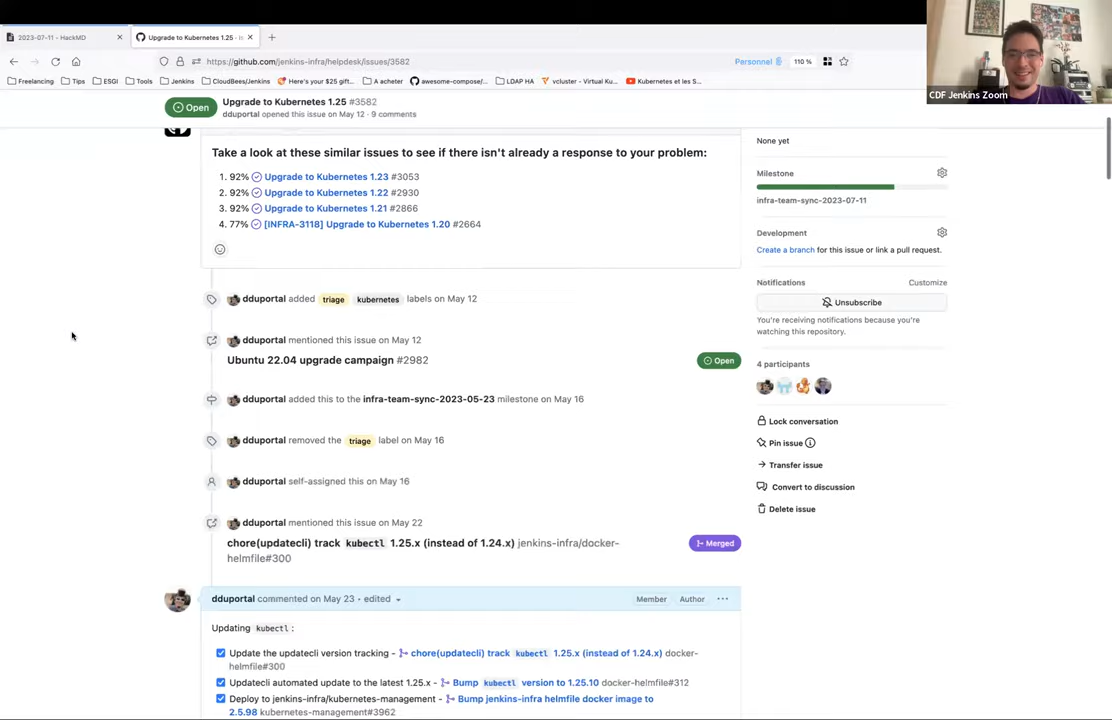 2023-07-11 - HackMD
Upgrade to Kubernetes 1.25 · 
https://github.com/jenkins-infra/helpdesk/issues/3582
Personnel
110 %
Freelancing
Tips
ESGI
Tools
Jenkins
CloudBees/Jenkins
Here's your $25 gift...
A acheter
awesome-compose/...
LDAP HA
vcluster - Virtual Ku...
Kubernetes et les S...
CDF Jenkins Zoom
Open
Upgrade to Kubernetes 1.25 #3582
dduportal opened this issue on May 12 · 9 comments
Take a look at these similar issues to see if there isn't already a response to your problem:
1. 92% Upgrade to Kubernetes 1.23 #3053
2. 92% Upgrade to Kubernetes 1.22 #2930
3. 92% Upgrade to Kubernetes 1.21 #2866
4. 77% [INFRA-3118] Upgrade to Kubernetes 1.20 #2664
dduportal added triage kubernetes labels on May 12
dduportal mentioned this issue on May 12
Ubuntu 22.04 upgrade campaign #2982
Open
dduportal added this to the infra-team-sync-2023-05-23 milestone on May 16
dduportal removed the triage label on May 16
dduportal self-assigned this on May 16
dduportal mentioned this issue on May 22
chore(updatecli) track kubectl 1.25.x (instead of 1.24.x) jenkins-infra/docker-
helmfile#300
Merged
dduportal commented on May 23 · edited
Member
Author
Updating kubectl :
Update the updatecli version tracking - chore(updatecli) track kubectl 1.25.x (instead of 1.24.x) docker-
helmfile#300
Updatecli automated update to the latest 1.25.x - Bump kubectl version to 1.25.10 docker-helmfile#312
Deploy to jenkins-infra/kubernetes-management - Bump jenkins-infra helmfile docker image to
2.5.98 kubernetes-management#3962
None yet
Milestone
infra-team-sync-2023-07-11
Development
Create a branch for this issue or link a pull request.
Notifications
Customize
Unsubscribe
You're receiving notifications because you're
watching this repository.
4 participants
Lock conversation
Pin issue
Transfer issue
Convert to discussion
Delete issue